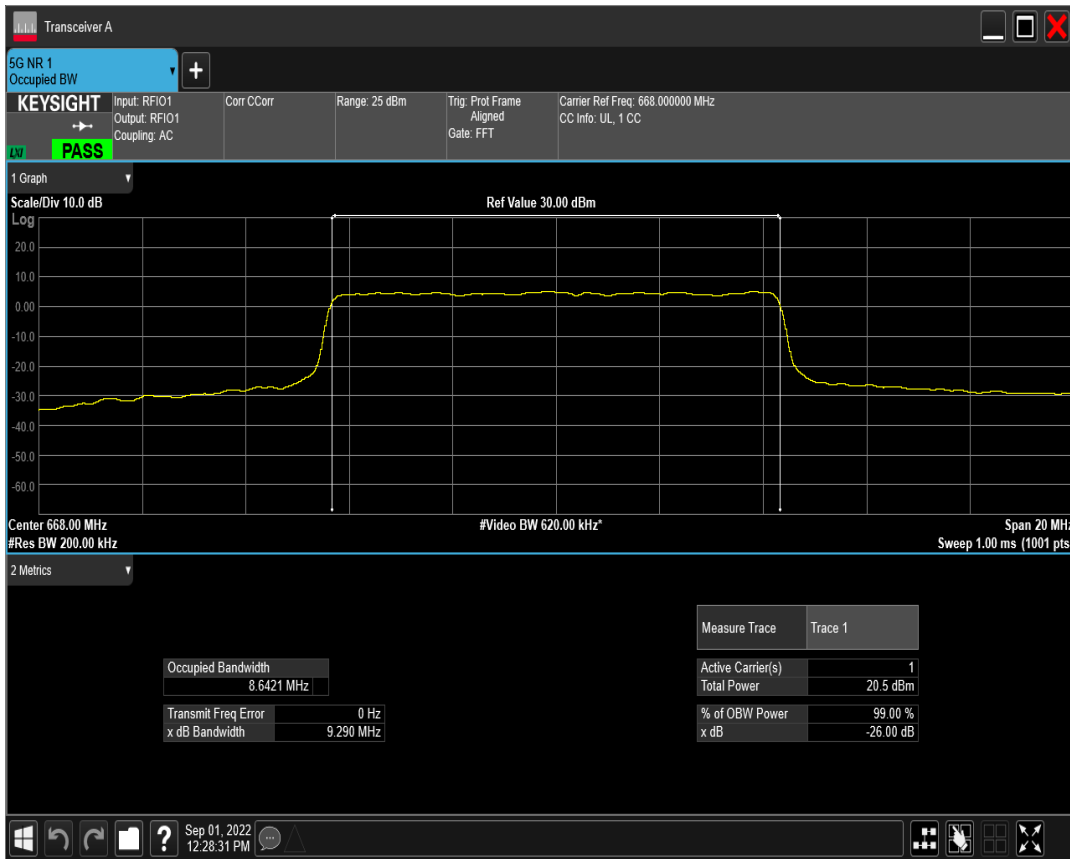 Transceiver A
5G NR 1
Occupied BW
KEYSIGHT
LXI
PASS
Input: RFIO1
Output: RFIO1
Coupling: AC
Corr CCorr
Range: 25 dBm
Trig: Prot Frame
Aligned
Gate: FFT
Carrier Ref Freq: 668.000000 MHz
CC Info: UL, 1 CC
1 Graph
Scale/Div 10.0 dB
Ref Value 30.00 dBm
Log
20.0
10.0
0.00
-10.0
-20.0
-30.0
-40.0
-50.0
-60.0
Center 668.00 MHz
#Video BW 620.00 kHz*
Span 20 MHz
#Res BW 200.00 kHz
Sweep 1.00 ms (1001 pts
2 Metrics
Measure Trace Trace 1
Occupied Bandwidth
8.6421 MHz
Active Carrier(s) 1
Total Power 20.5 dBm
Transmit Freq Error 0 Hz
x dB Bandwidth 9.290 MHz
% of OBW Power 99.00 %
x dB -26.00 dB
?
Sep 01, 2022
12:28:31 PM